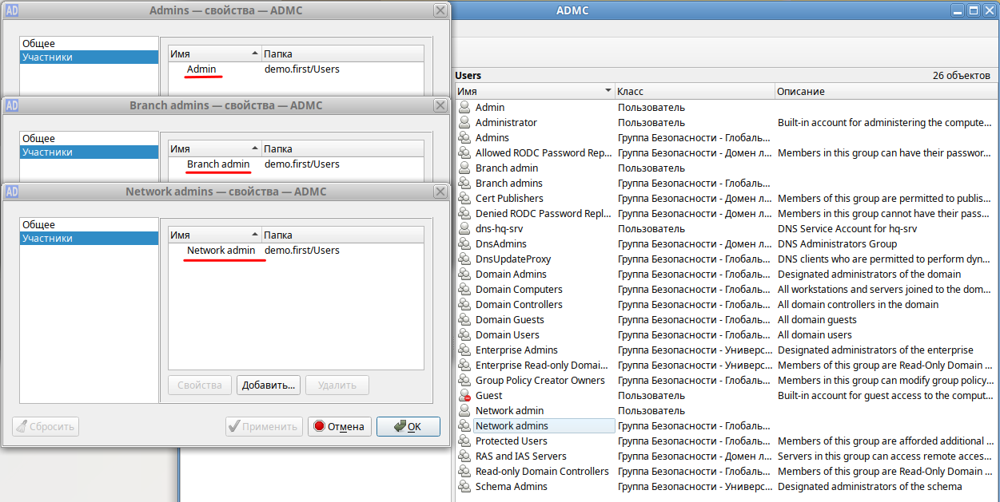 AD Admins — свойства — ADMC
Общее
Участники
Имя Папка
Admin demo.first/Users
AD Branch admins — свойства — ADMC
Общее
Участники
Имя Папка
Branch admin demo.first/Users
AD Network admins — свойства — ADMC
Общее
Участники
Имя Папка
Network admin demo.first/Users
Свойства Добавить... Удалить
Сбросить Применить Отмена OK
ADMC
Users 26 объектов
Имя Класс Описание
Admin Пользователь
Administrator Пользователь Built-in account for administering the compute...
Admins Группа Безопасности - Глобаль...
Allowed RODC Password Rep... Группа Безопасности - Домен л... Members in this group can have their passwor...
Branch admin Пользователь
Branch admins Группа Безопасности - Глобаль...
Cert Publishers Группа Безопасности - Домен л... Members of this group are permitted to publis...
Denied RODC Password Repl... Группа Безопасности - Домен л... Members in this group cannot have their pass...
dns-hq-srv Пользователь DNS Service Account for hq-srv
DnsAdmins Группа Безопасности - Домен л... DNS Administrators Group
DnsUpdateProxy Группа Безопасности - Глобаль... DNS clients who are permitted to perform dyn...
Domain Admins Группа Безопасности - Глобаль... Designated administrators of the domain
Domain Computers Группа Безопасности - Глобаль... All workstations and servers joined to the dom...
Domain Controllers Группа Безопасности - Глобаль... All domain controllers in the domain
Domain Guests Группа Безопасности - Глобаль... All domain guests
Domain Users Группа Безопасности - Глобаль... All domain users
Enterprise Admins Группа Безопасности - Универс... Designated administrators of the enterprise
Enterprise Read-only Domai... Группа Безопасности - Универс... Members of this group are Read-Only Domain ...
Group Policy Creator Owners Группа Безопасности - Глобаль... Members in this group can modify group policy...
Guest Пользователь Built-in account for guest access to the comput...
Network admin Пользователь
Network admins Группа Безопасности - Глобаль...
Protected Users Группа Безопасности - Глобаль... Members of this group are afforded additional ...
RAS and IAS Servers Группа Безопасности - Домен л... Servers in this group can access remote acces...
Read-only Domain Controllers Группа Безопасности - Глобаль... Members of this group are Read-Only Domain ...
Schema Admins Группа Безопасности - Универс... Designated administrators of the schema